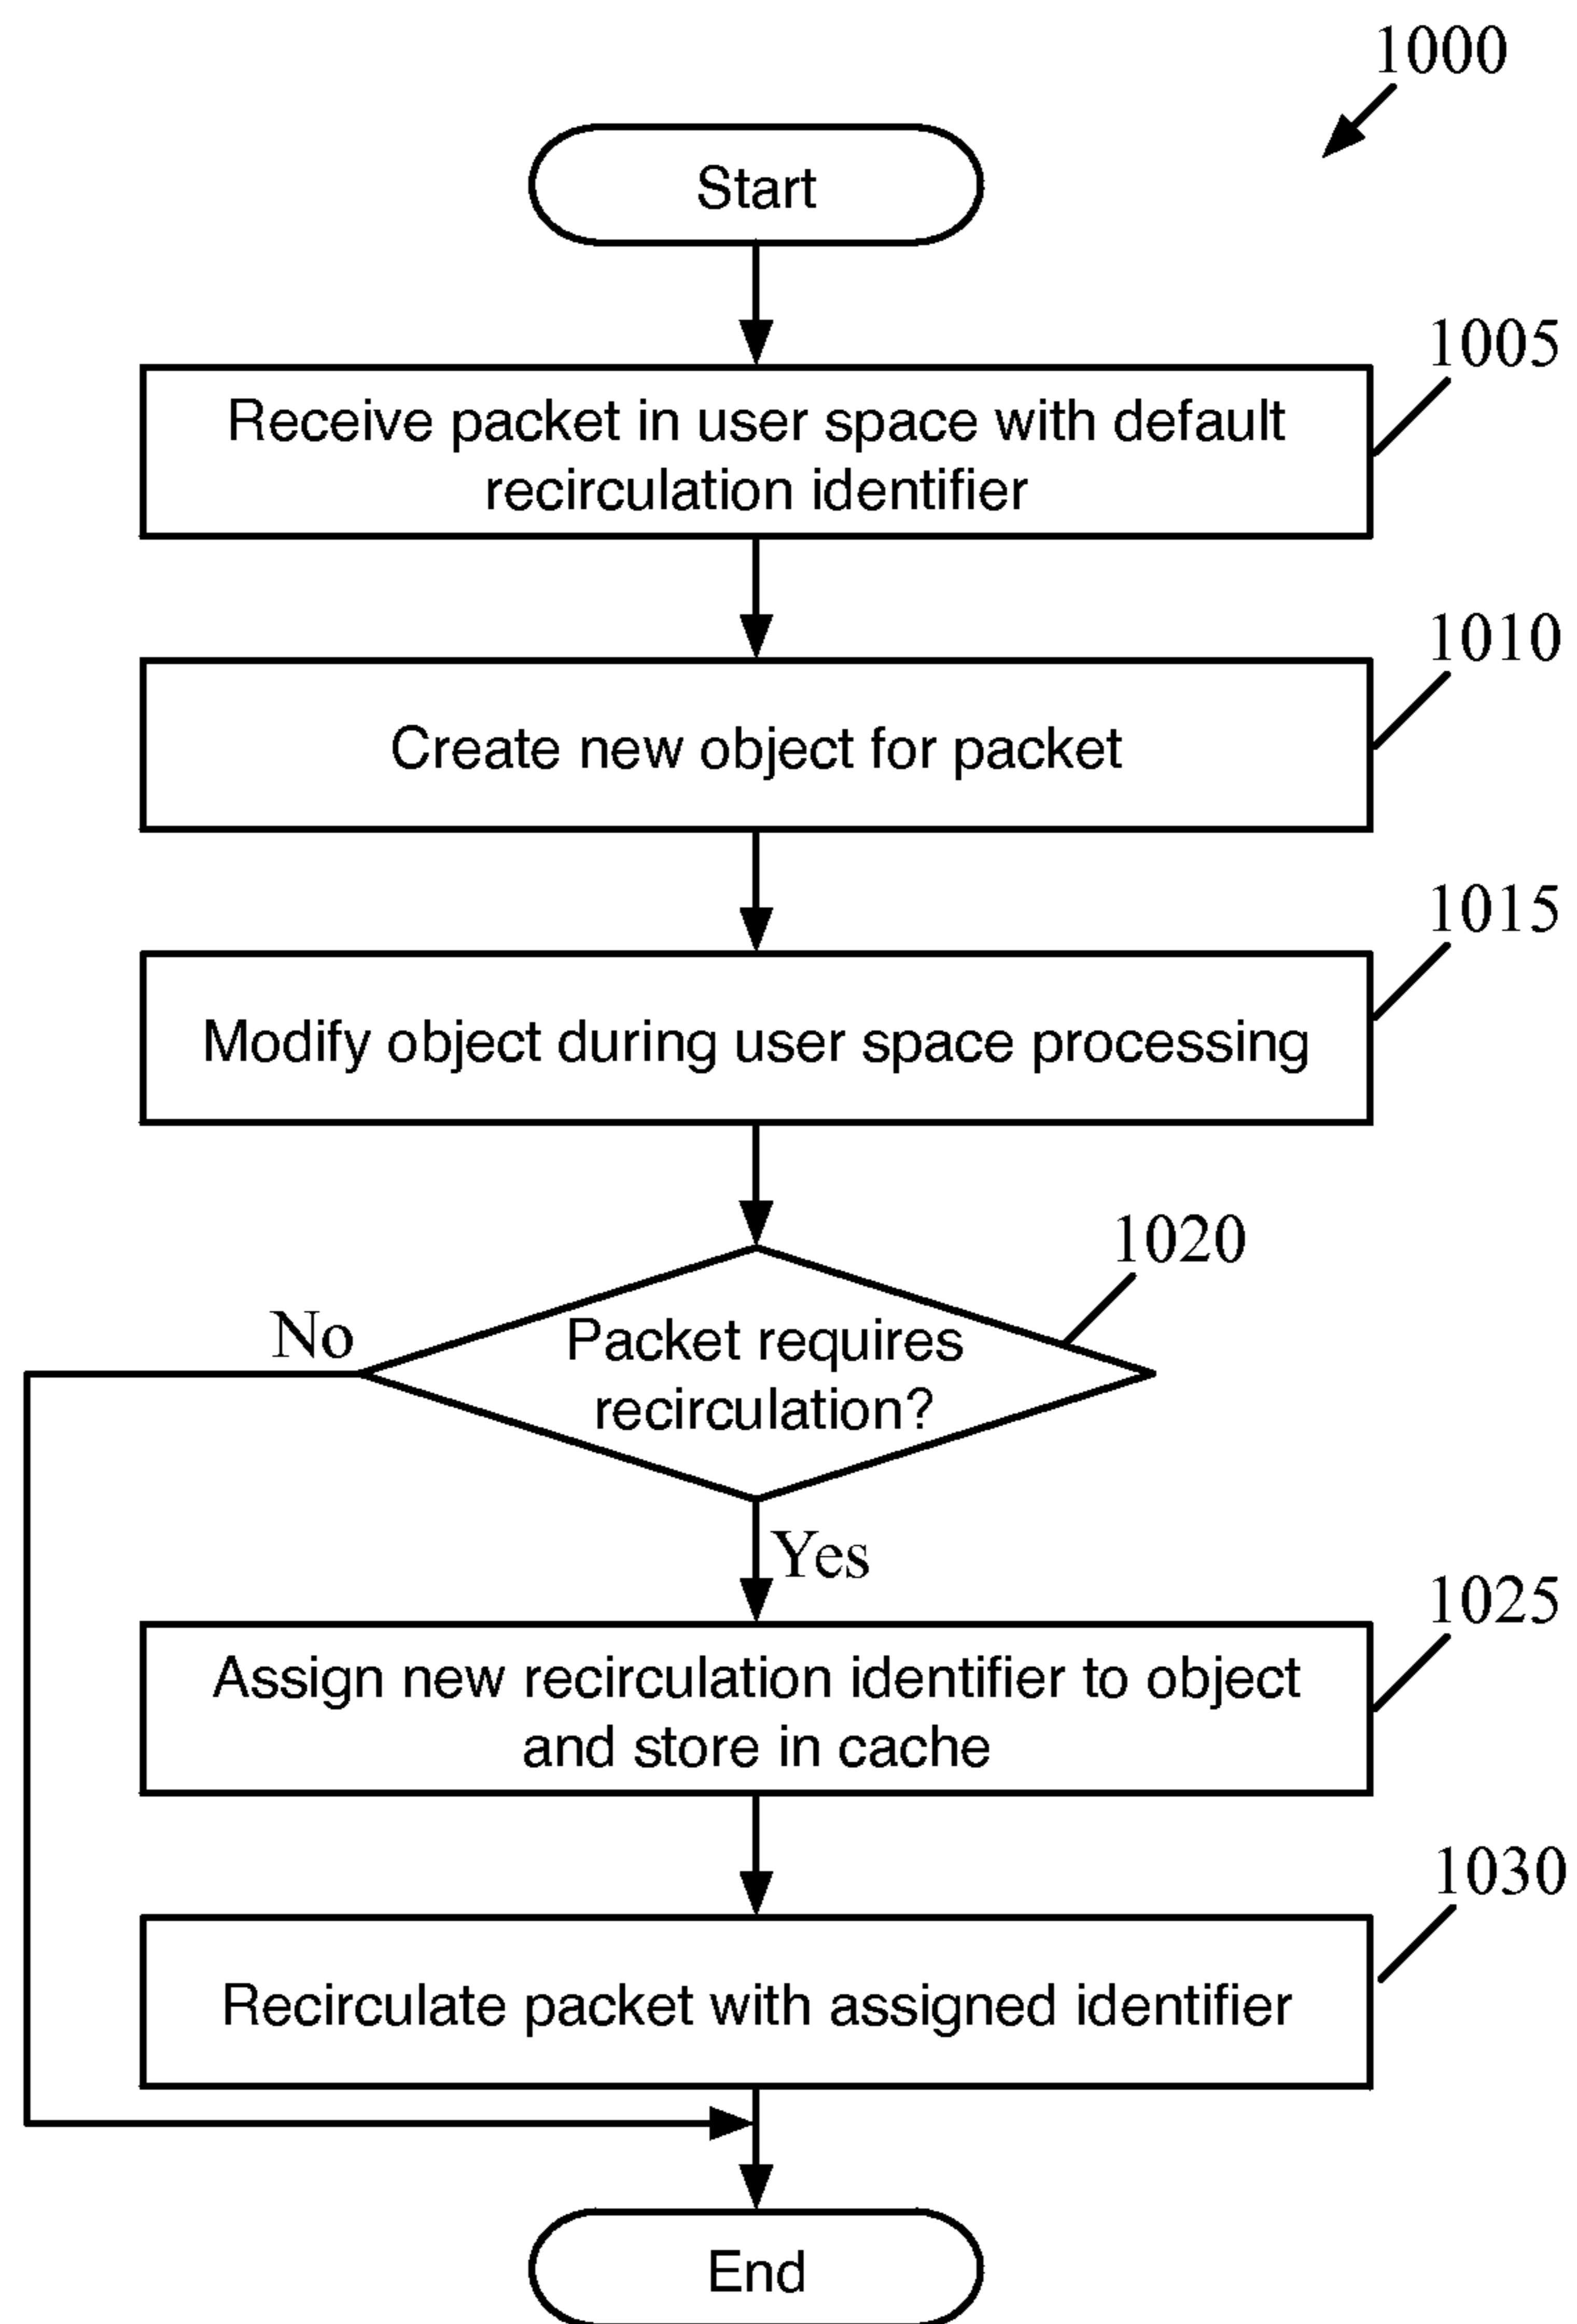 1000
Start
1005
Receive packet in user space with default
recirculation identifier
1010
Create new object for packet
1015
Modify object during user space processing
1020
No
Packet requires
recirculation?
Yes
1025
Assign new recirculation identifier to object
and store in cache
1030
Recirculate packet with assigned identifier
End